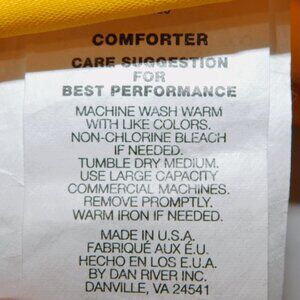 COMFORTER
CARE SUGGESTION
FOR
BEST PERFORMANCE
MACHINE WASH WARM
WITH LIKE COLORS.
NON-CHLORINE BLEACH
IF NEEDED.
TUMBLE DRY MEDIUM.
USE LARGE CAPACITY
COMMERCIAL MACHINES.
REMOVE PROMPTLY.
WARM IRON IF NEEDED.
MADE IN U.S.A.
FABRIQUÉ AUX É.U.
HECHO EN LOS E.U.A.
BY DAN RIVER INC.
DANVILLE, VA 24541